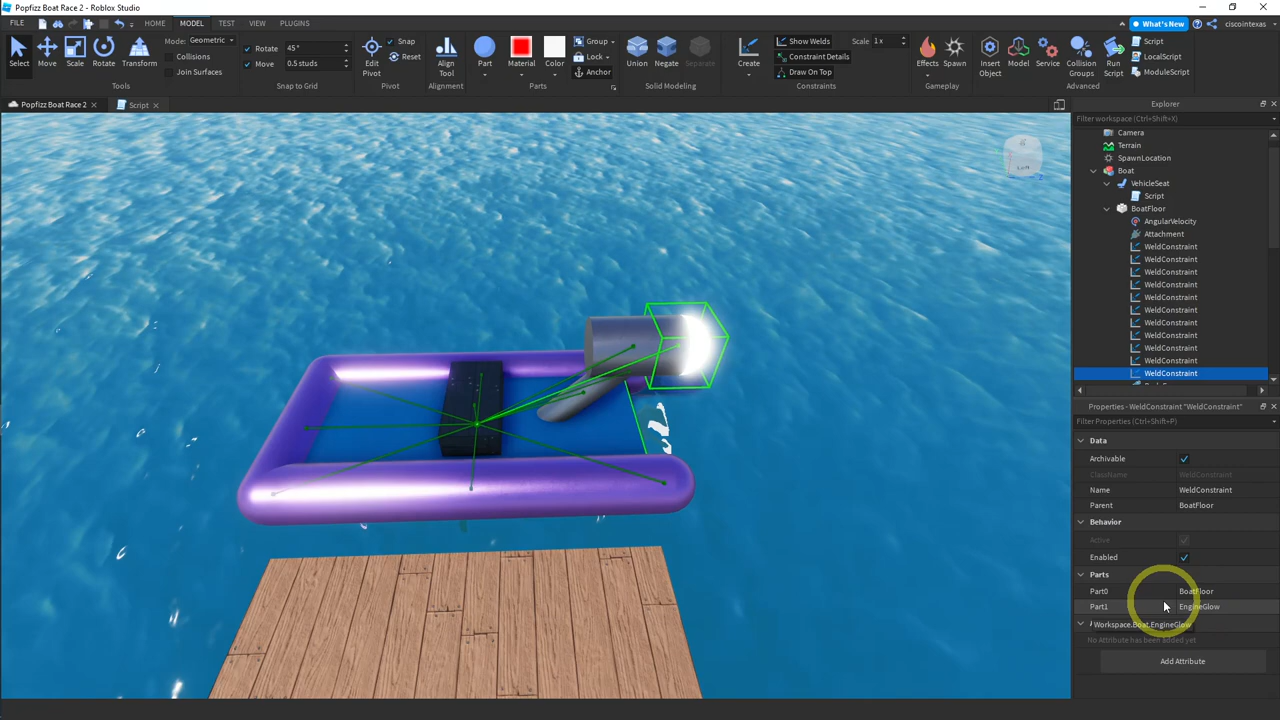 Popfizz Boat Race 2 - Roblox Studio
FILE HOME MODEL TEST VIEW PLUGINS What's New ciscointexas
Select Move Scale Rotate Transform
Mode: Geometric
Collisions
Join Surfaces
Tools
Rotate 45°
Move 0.5 studs
Snap to Grid
Edit Pivot
Snap
Reset
Pivot
Align Tool
Alignment
Part Material Color
Group
Lock
Anchor
Parts
Union Negate Separate
Solid Modeling
Create
Show Welds
Constraint Details
Draw On Top
Scale 1 x
Constraints
Effects Spawn
Gameplay
Insert Object Model Service Collision Groups Run Script
Script
LocalScript
ModuleScript
Advanced
Popfizz Boat Race 2 Script
Explorer
Filter workspace (Ctrl+Shift+X)
Camera
Terrain
SpawnLocation
Boat
VehicleSeat
Script
BoatFloor
AngularVelocity
Attachment
WeldConstraint
WeldConstraint
WeldConstraint
WeldConstraint
WeldConstraint
WeldConstraint
WeldConstraint
WeldConstraint
WeldConstraint
WeldConstraint
WeldConstraint
Properties - WeldConstraint "WeldConstraint"
Filter Properties (Ctrl+Shift+P)
Data
Archivable
ClassName WeldConstraint
Name WeldConstraint
Parent BoatFloor
Behavior
Active
Enabled
Parts
Part0 BoatFloor
Part1 EngineGlow
Workspace.Boat.EngineGlow
No Attribute has been added yet
Add Attribute